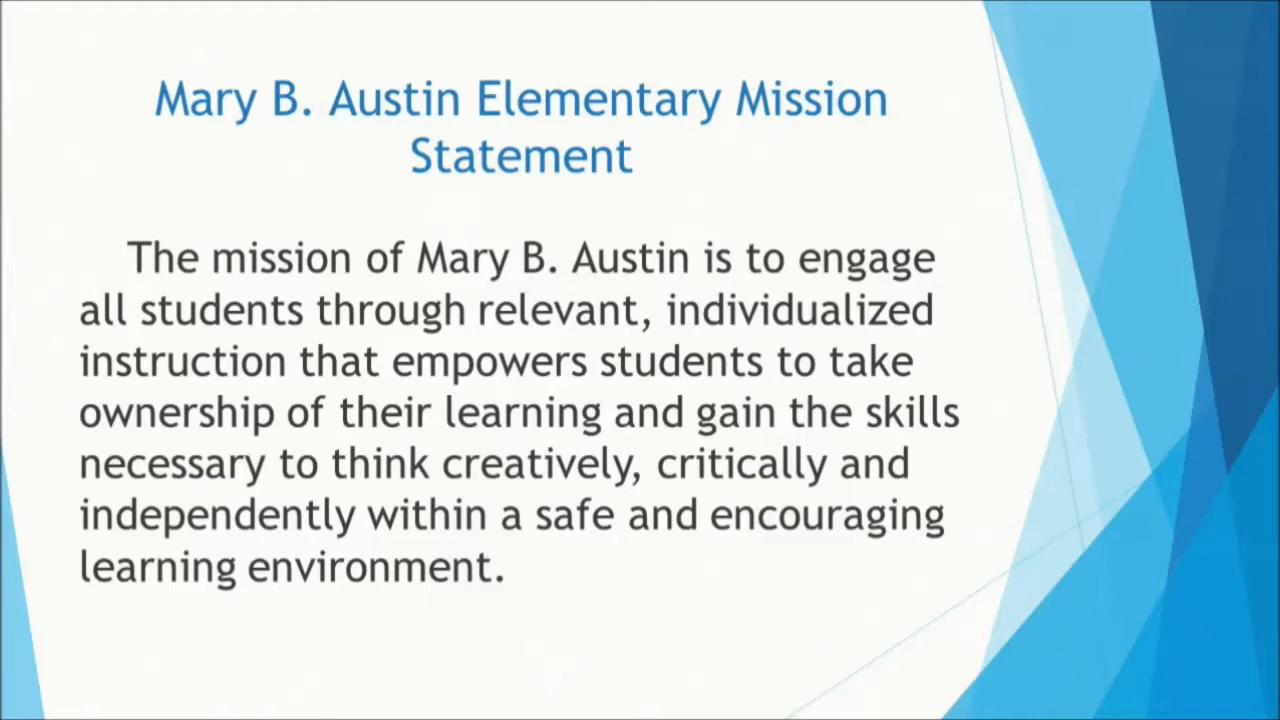 Mary B. Austin Elementary Mission
Statement
The mission of Mary B. Austin is to engage
all students through relevant, individualized
instruction that empowers students to take
ownership of their learning and gain the skills
necessary to think creatively, critically and
independently within a safe and encouraging
learning environment.